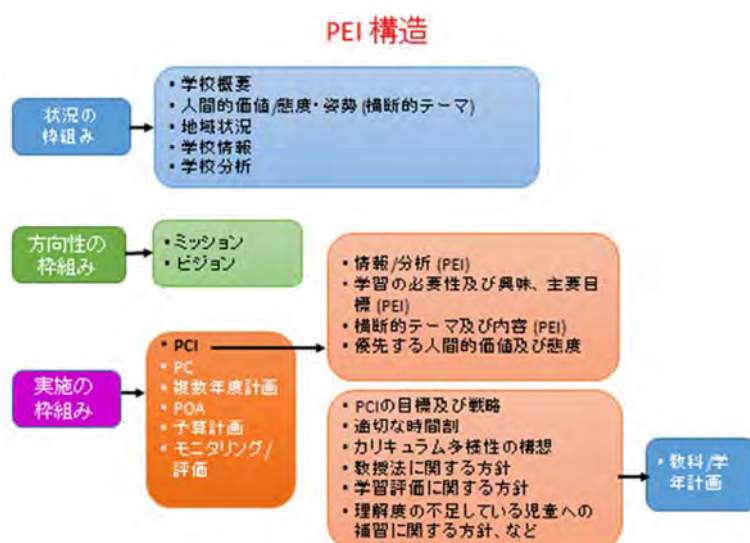 PEI 構造
状況の
枠組み
• 学校概要
• 人間的価値/態度・姿勢 (横断的テーマ)
• 地域状況
• 学校情報
• 学校分析
方向性の
枠組み
• ミッション
• ビジョン
実施の
枠組み
• PCI
• PC
• 複数年度計画
• POA
• 予算計画
• モニタリング/
評価
• 情報/分析 (PEI)
• 学習の必要性及び興味、主要目
標 (PEI)
• 横断的テーマ及び内容 (PEI)
• 優先する人間的価値及び態度
• PCIの目標及び戦略
• 適切な時間割
• カリキュラム多様性の構想
•教授法に関する方針
• 学習評価に関する方針
• 理解度の不足している児童への
補習に関する方針、など
• 教科/学
年計画